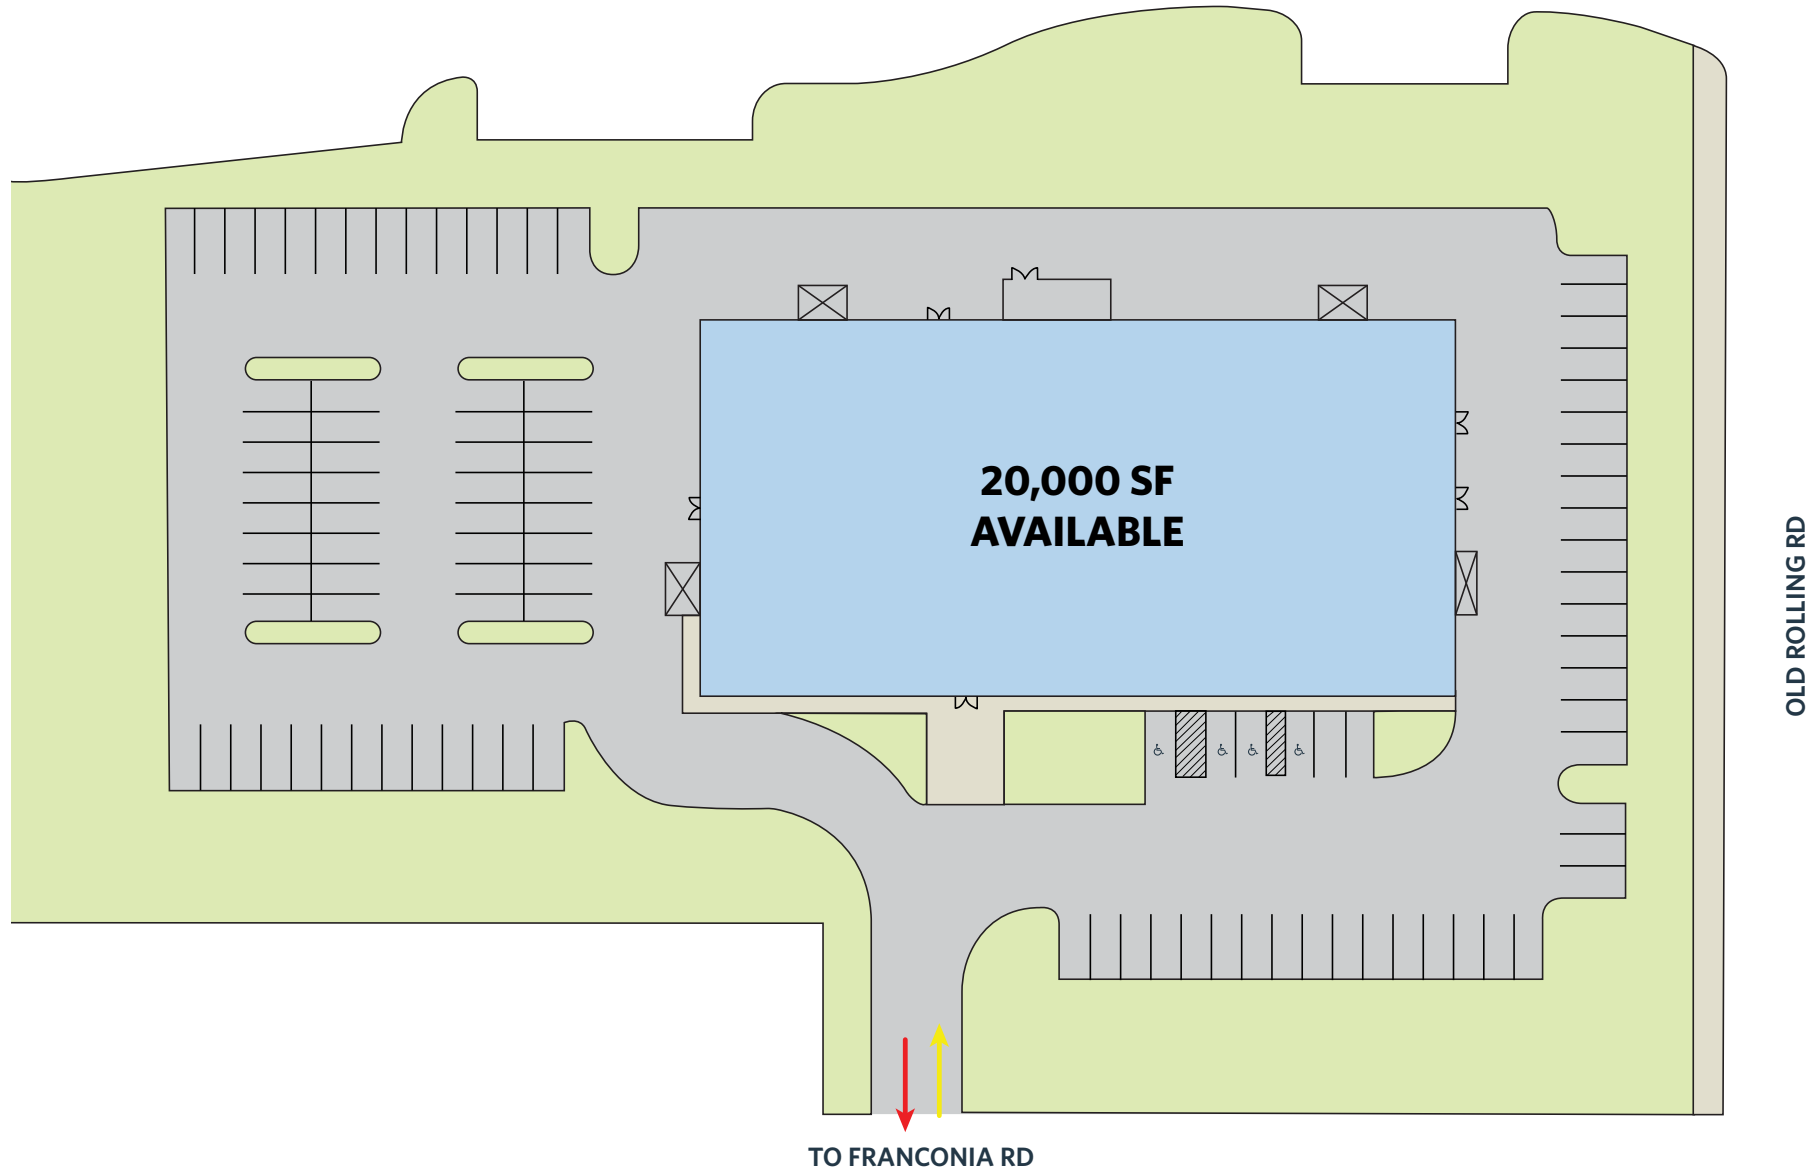 20,000 SF
AVAILABLE
OLD ROLLING RD
TO FRANCONIA RD